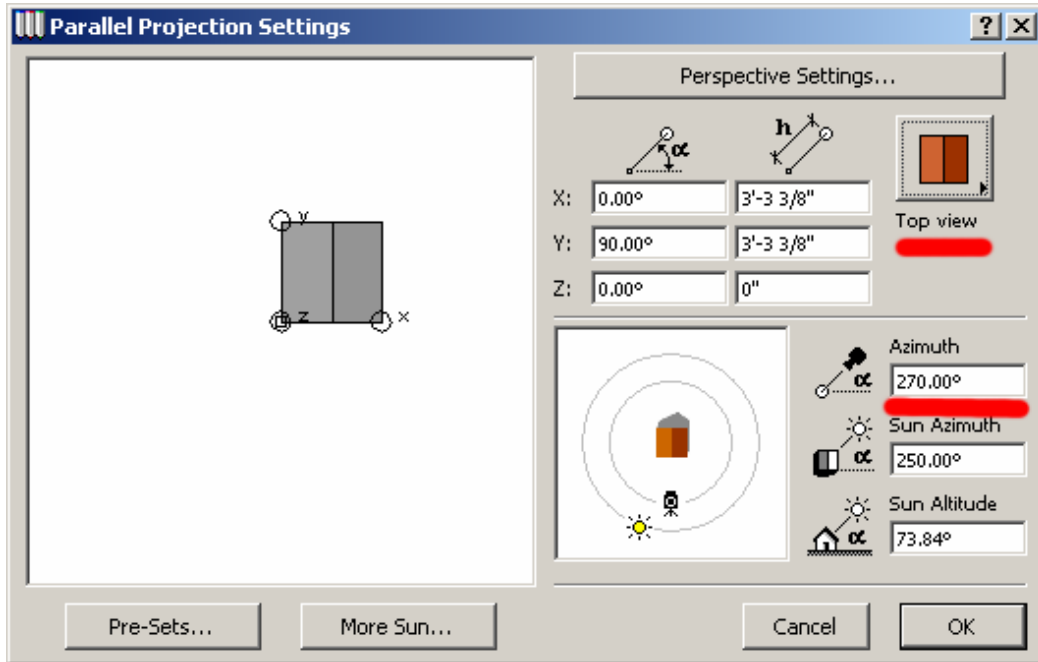 Parallel Projection Settings
? X
Perspective Settings...
h
α
X: 0.00° 3'-3 3/8"
Top view
Y: 90.00° 3'-3 3/8"
Z: 0.00° 0"
y
z x
Azimuth
α 270.00°
Sun Azimuth
α 250.00°
Sun Altitude
α 73.84°
Pre-Sets... More Sun... Cancel OK